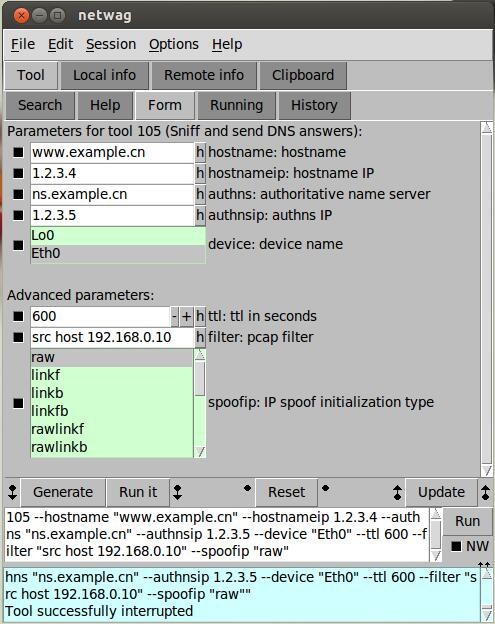 netwag
File Edit Session Options Help
Tool Local info Remote info Clipboard
Search Help Form Running History
Parameters for tool 105 (Sniff and send DNS answers):
www.example.cn h hostname: hostname
1.2.3.4 h hostnameip: hostname IP
ns.example.cn h authns: authoritative name server
1.2.3.5 h authnsip: authns IP
Lo0
device: device name
Eth0
Advanced parameters:
600 - + h ttl: ttl in seconds
src host 192.168.0.10 h filter: pcap filter
raw
linkf
linkb
linkfb
spoofip: IP spoof initialization type
rawlinkf
rawlinkb
Generate Run it Reset Update
105 --hostname "www.example.cn" --hostnameip 1.2.3.4 --auth
ns "ns.example.cn" --authnsip 1.2.3.5 --device "Eth0" --ttl 600 --f
ilter "src host 192.168.0.10" --spoofip "raw"
Run
NW
hns "ns.example.cn" --authnsip 1.2.3.5 --device "Eth0" --ttl 600 --filter "s
rc host 192.168.0.10" --spoofip "raw""
Tool successfully interrupted